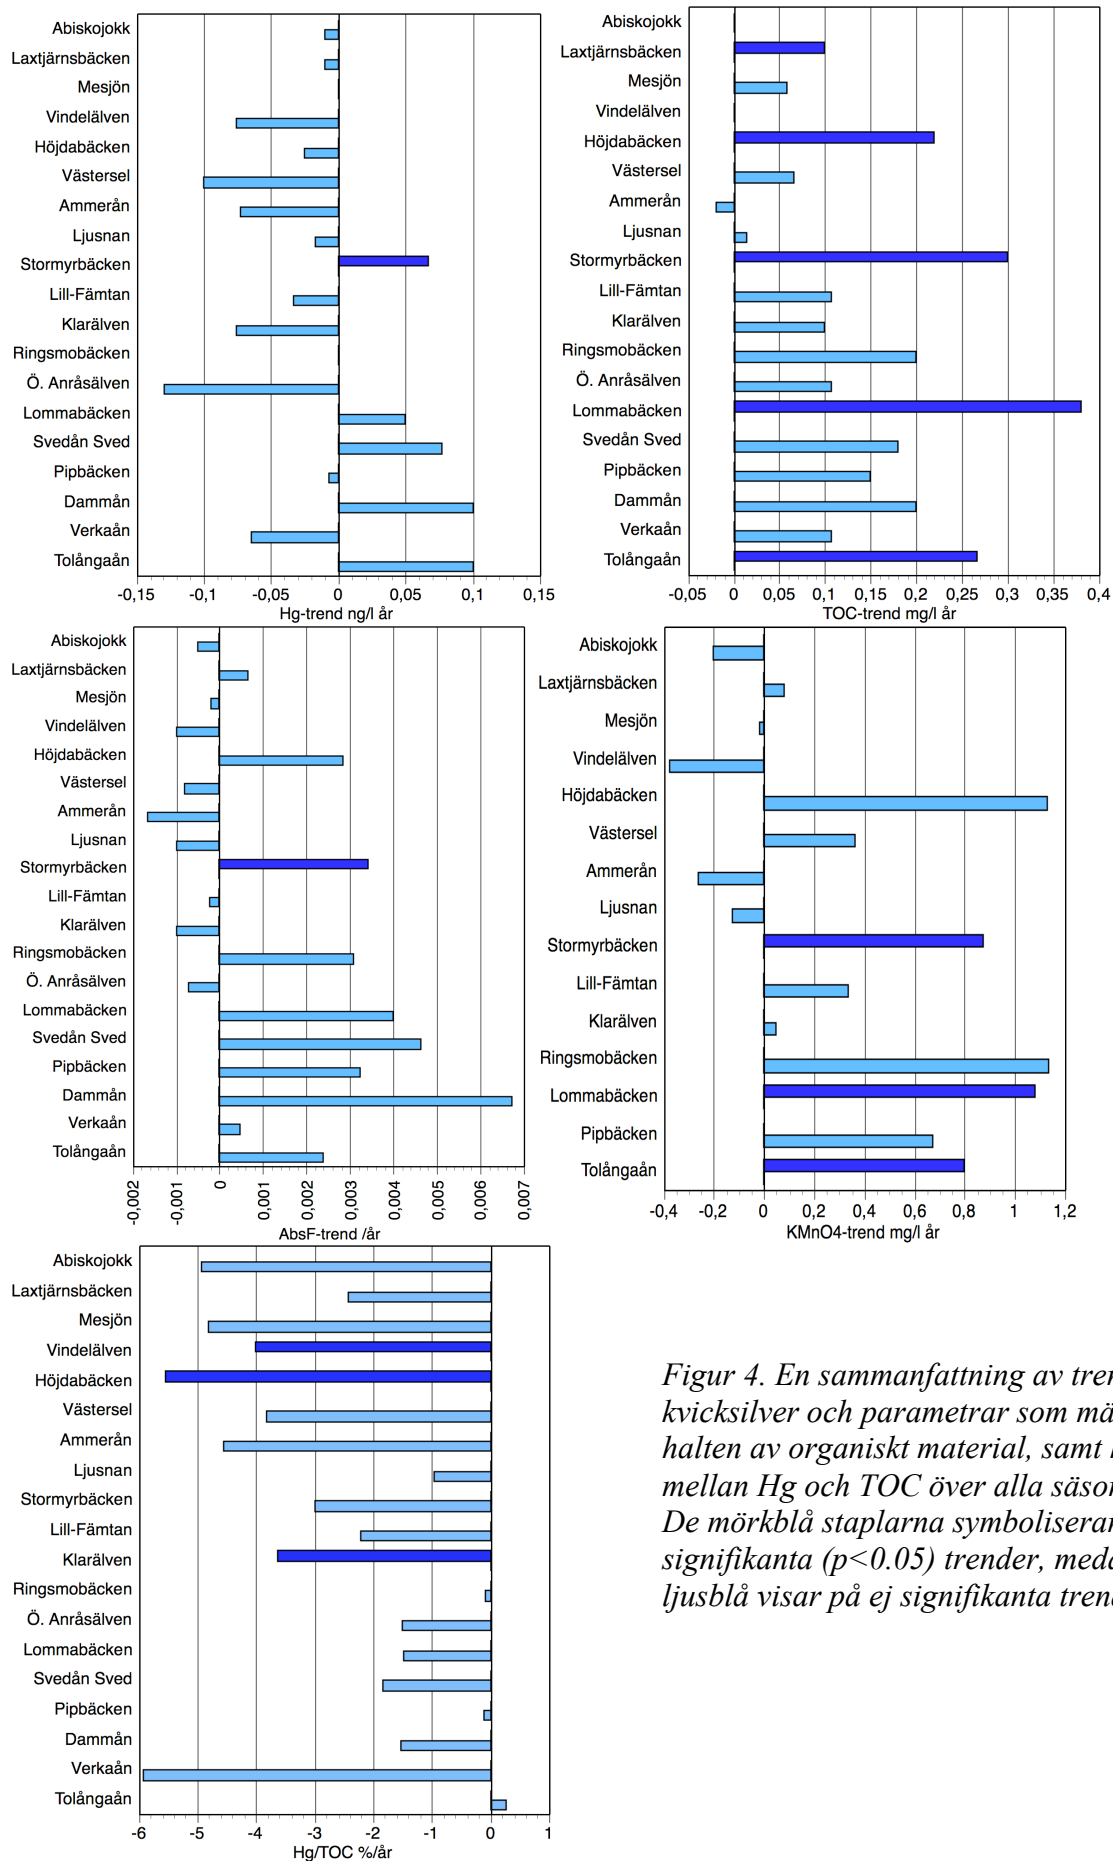 Abiskojokk
Laxtjärnsbäcken
Mesjön
Vindelälven
Höjdabäcken
Västersel
Ammerån
Ljusnan
Stormyrbäcken
Lill-Fämtan
Klarälven
Ringsmobäcken
Ö. Anråsälven
Lommabäcken
Svedån Sved
Pipbäcken
Dammån
Verkaån
Tolångaån
-0,15 -0,1 -0,05 0 0,05 0,1 0,15
Hg-trend ng/l år
Abiskojokk
Laxtjärnsbäcken
Mesjön
Vindelälven
Höjdabäcken
Västersel
Ammerån
Ljusnan
Stormyrbäcken
Lill-Fämtan
Klarälven
Ringsmobäcken
Ö. Anråsälven
Lommabäcken
Svedån Sved
Pipbäcken
Dammån
Verkaån
Tolångaån
-0,05 0 0,05 0,1 0,15 0,2 0,25 0,3 0,35 0,4
TOC-trend mg/l år
Abiskojokk
Laxtjärnsbäcken
Mesjön
Vindelälven
Höjdabäcken
Västersel
Ammerån
Ljusnan
Stormyrbäcken
Lill-Fämtan
Klarälven
Ringsmobäcken
Ö. Anråsälven
Lommabäcken
Svedån Sved
Pipbäcken
Dammån
Verkaån
Tolångaån
-0,002 -0,001 0 0,001 0,002 0,003 0,004 0,005 0,006 0,007
AbsF-trend /år
Abiskojokk
Laxtjärnsbäcken
Mesjön
Vindelälven
Höjdabäcken
Västersel
Ammerån
Ljusnan
Stormyrbäcken
Lill-Fämtan
Klarälven
Ringsmobäcken
Lommabäcken
Pipbäcken
Tolångaån
-0,4 -0,2 0 0,2 0,4 0,6 0,8 1 1,2
KMnO4-trend mg/l år
Abiskojokk
Laxtjärnsbäcken
Mesjön
Vindelälven
Höjdabäcken
Västersel
Ammerån
Ljusnan
Stormyrbäcken
Lill-Fämtan
Klarälven
Ringsmobäcken
Ö. Anråsälven
Lommabäcken
Svedån Sved
Pipbäcken
Dammån
Verkaån
Tolångaån
-6 -5 -4 -3 -2 -1 0 1
Hg/TOC %/år
Figur 4. En sammanfattning av
kvicksilver och parametrar som
halten av organiskt material, samt
mellan Hg och TOC över alla
De mörkblå staplarna symboliserar
signifikanta (p<0.05) trender,
ljusblå visar på ej signifikanta